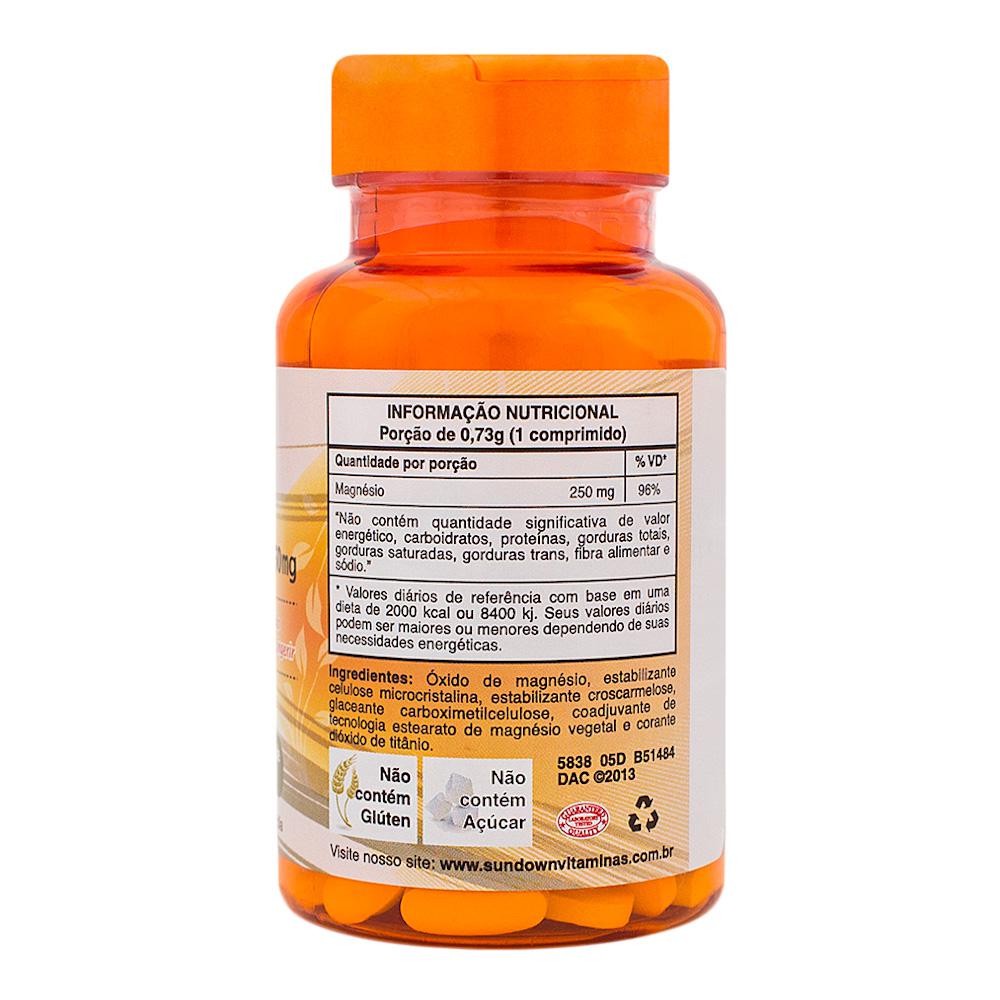 INFORMAÇÃO NUTRICIONAL
Porção de 0,73g (1 comprimido)
Quantidade por porção % VD*
Magnésio 250 mg 96%
"Não contém quantidade significativa de valor
energético, carboidratos, proteínas, gorduras totais,
gorduras saturadas, gorduras trans, fibra alimentar e
sódio."
* Valores diários de referência com base em uma
dieta de 2000 kcal ou 8400 kj. Seus valores diários
podem ser maiores ou menores dependendo de suas
necessidades energéticas.
Ingredientes: Óxido de magnésio, estabilizante
celulose microcristalina, estabilizante croscarmelose,
glaceante carboximetilcelulose, coadjuvante de
tecnologia estearato de magnésio vegetal e corante
dióxido de titânio.
Não
contém
Glúten
Não
contém
Açúcar
5838 05D B51484
DAC ©2013
GUARANTEED
LABORATORY
TESTED
QUALITY
Visite nosso site: www.sundownvitaminas.com.br